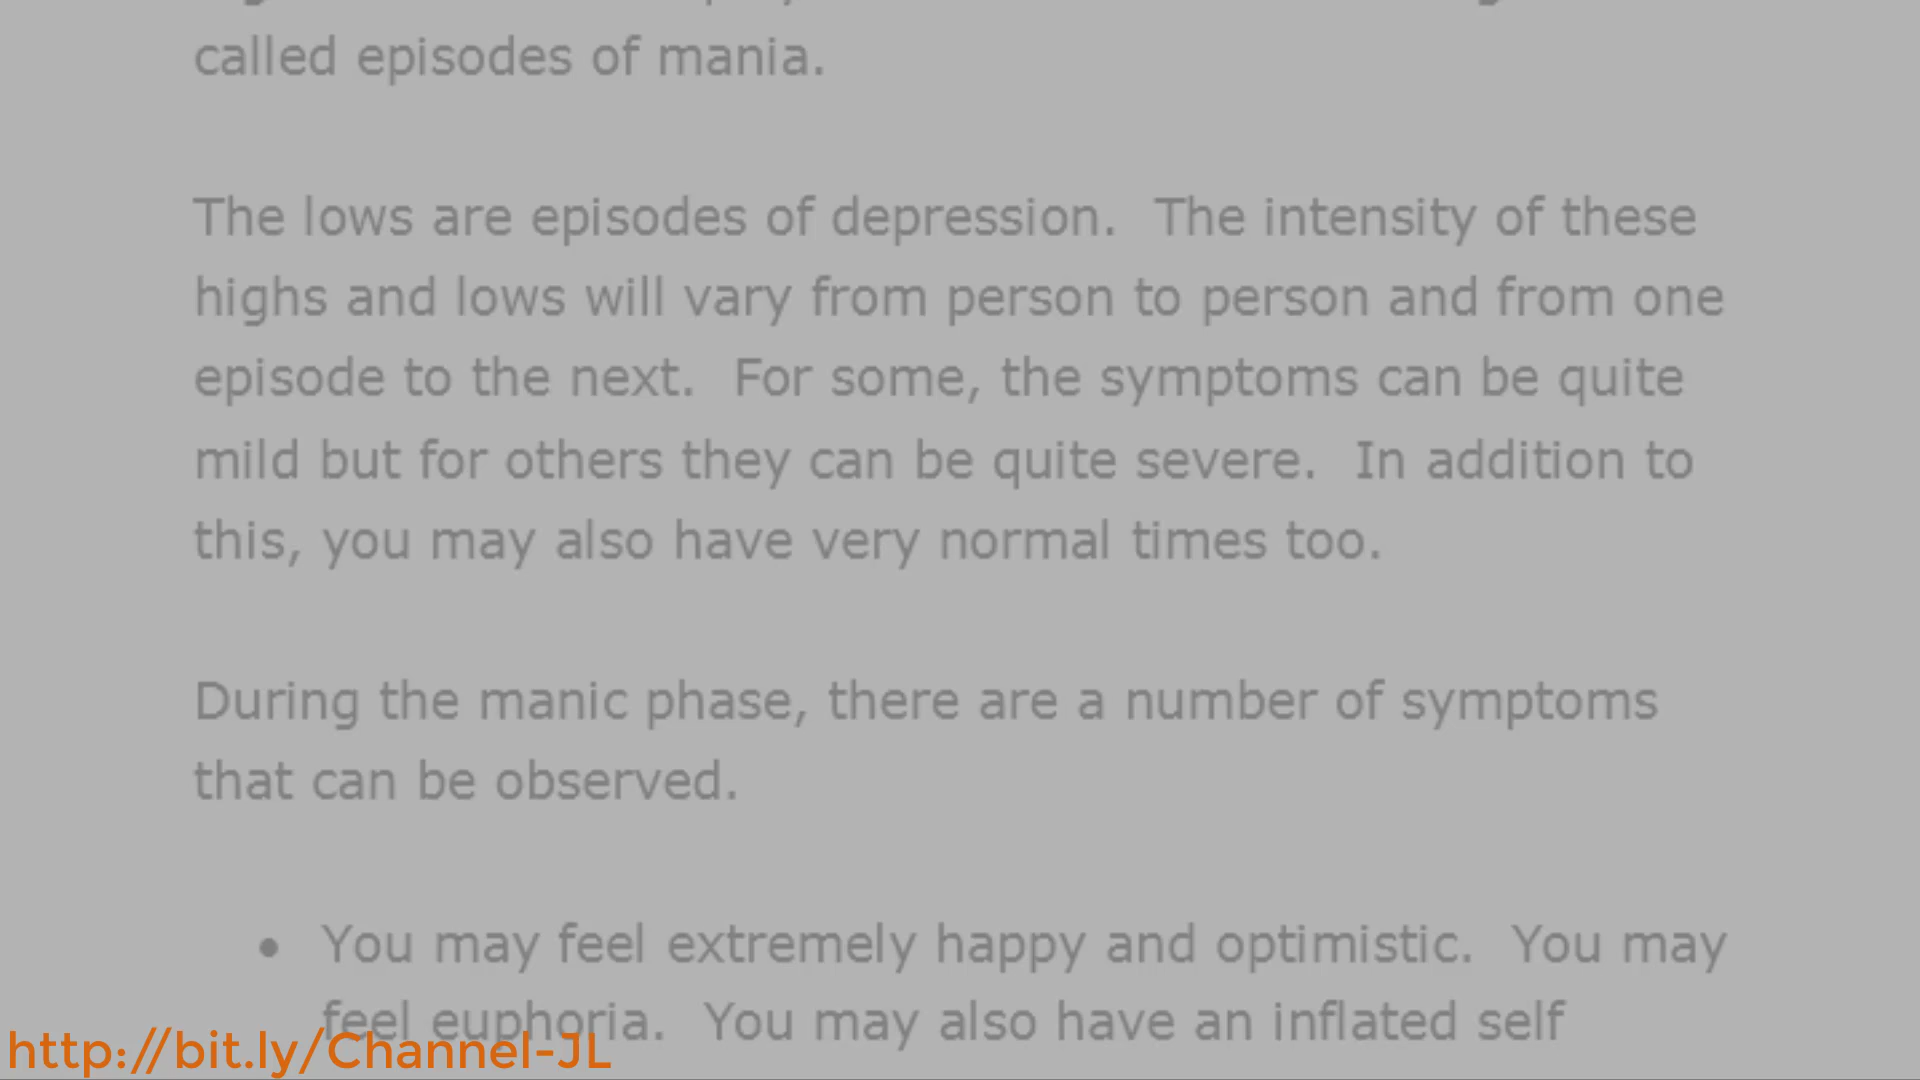 called episodes of mania.
The lows are episodes of depression.  The intensity of these
highs and lows will vary from person to person and from one
episode to the next.  For some, the symptoms can be quite
mild but for others they can be quite severe.  In addition to
this, you may also have very normal times too.
During the manic phase, there are a number of symptoms
that can be observed.
• You may feel extremely happy and optimistic.  You may
feel euphoria.  You may also have an inflated self
http://bit.ly/Channel-JL